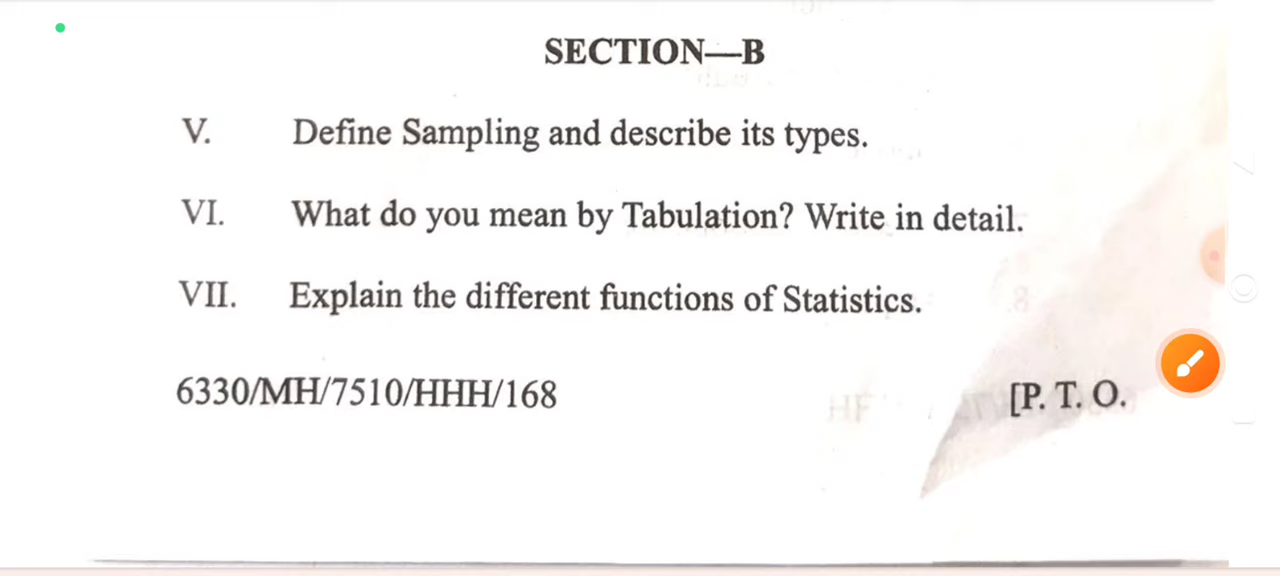 SECTION—B
V. Define Sampling and describe its types.
VI. What do you mean by Tabulation? Write in detail.
VII. Explain the different functions of Statistics.
6330/MH/7510/HHH/168 [P. T. O.